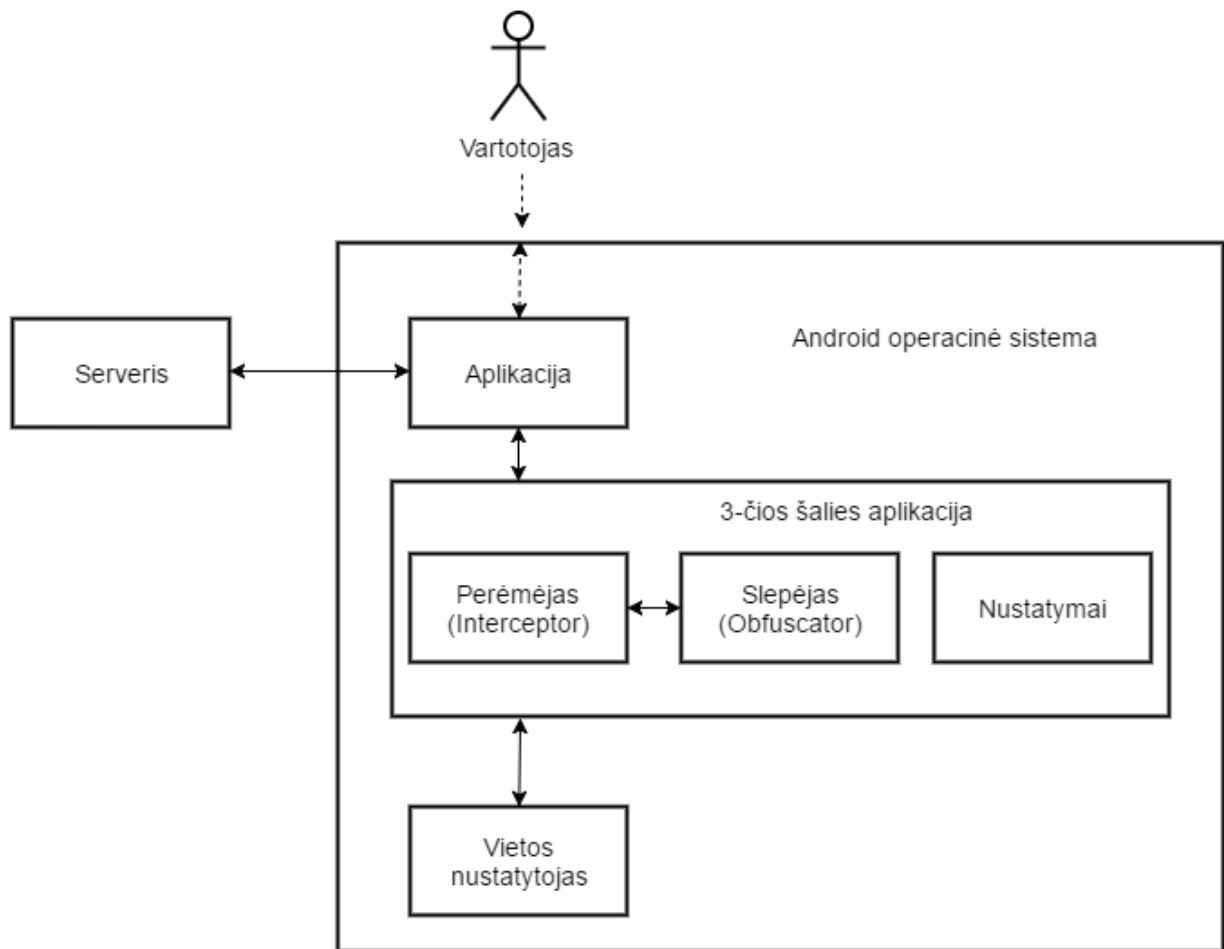 Vartotojas
Android operacinė sistema
Serveris
Aplikacija
3-čios šalies aplikacija
Perėmėjas
(Interceptor)
Slepėjas
(Obfuscator)
Nustatymai
Vietos
nustatytojas